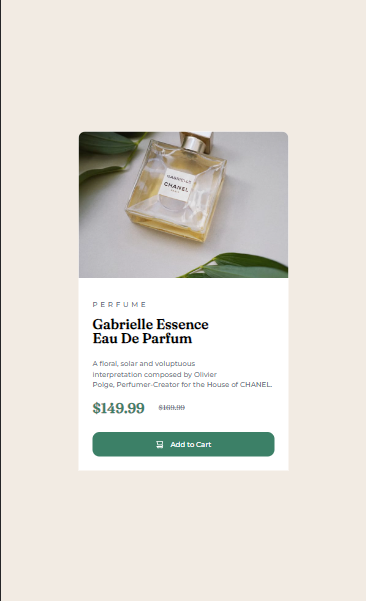 GABRIELLE
CHANEL
PERFUME
Gabrielle Essence
Eau De Parfum
A floral, solar and voluptuous
interpretation composed by Olivier
Polge, Perfumer-Creator for the House of CHANEL.
$149.99 $169.99
Add to Cart